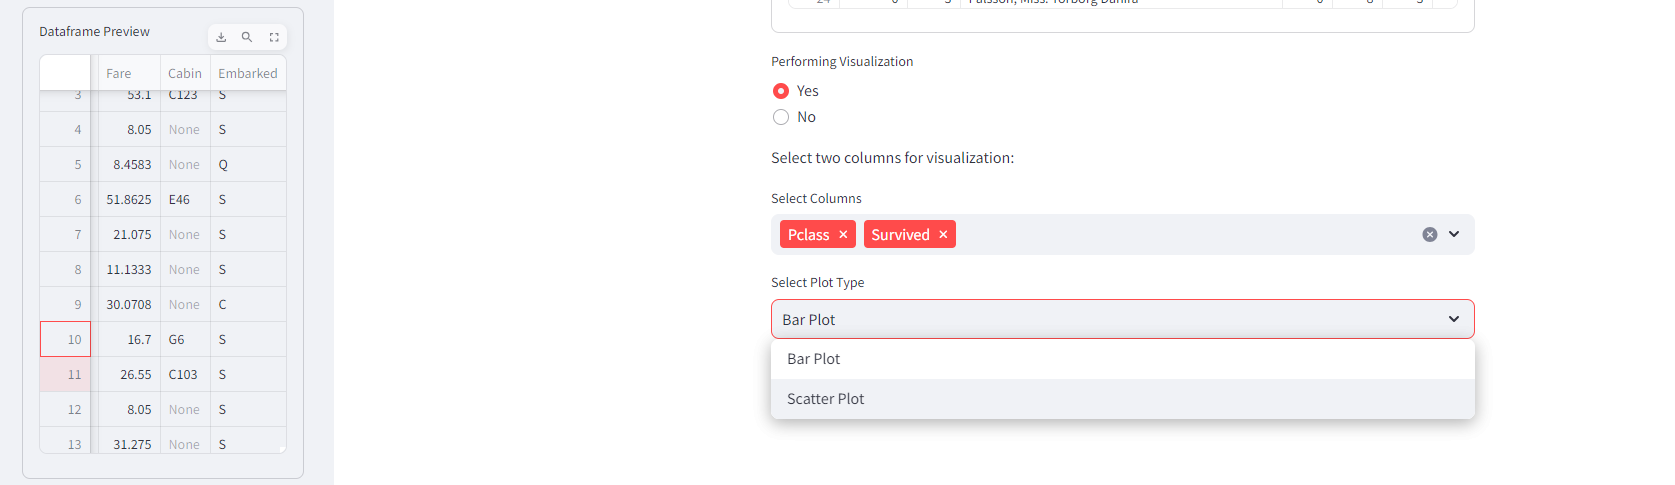 Dataframe Preview
Fare Cabin Embarked
3 53.1 C123 S
4 8.05 None S
5 8.4583 None Q
6 51.8625 E46 S
7 21.075 None S
8 11.1333 None S
9 30.0708 None C
10 16.7 G6 S
11 26.55 C103 S
12 8.05 None S
13 31.275 None S
Performing Visualization
Yes
No
Select two columns for visualization:
Select Columns
Pclass × Survived ×
Select Plot Type
Bar Plot
Bar Plot
Scatter Plot